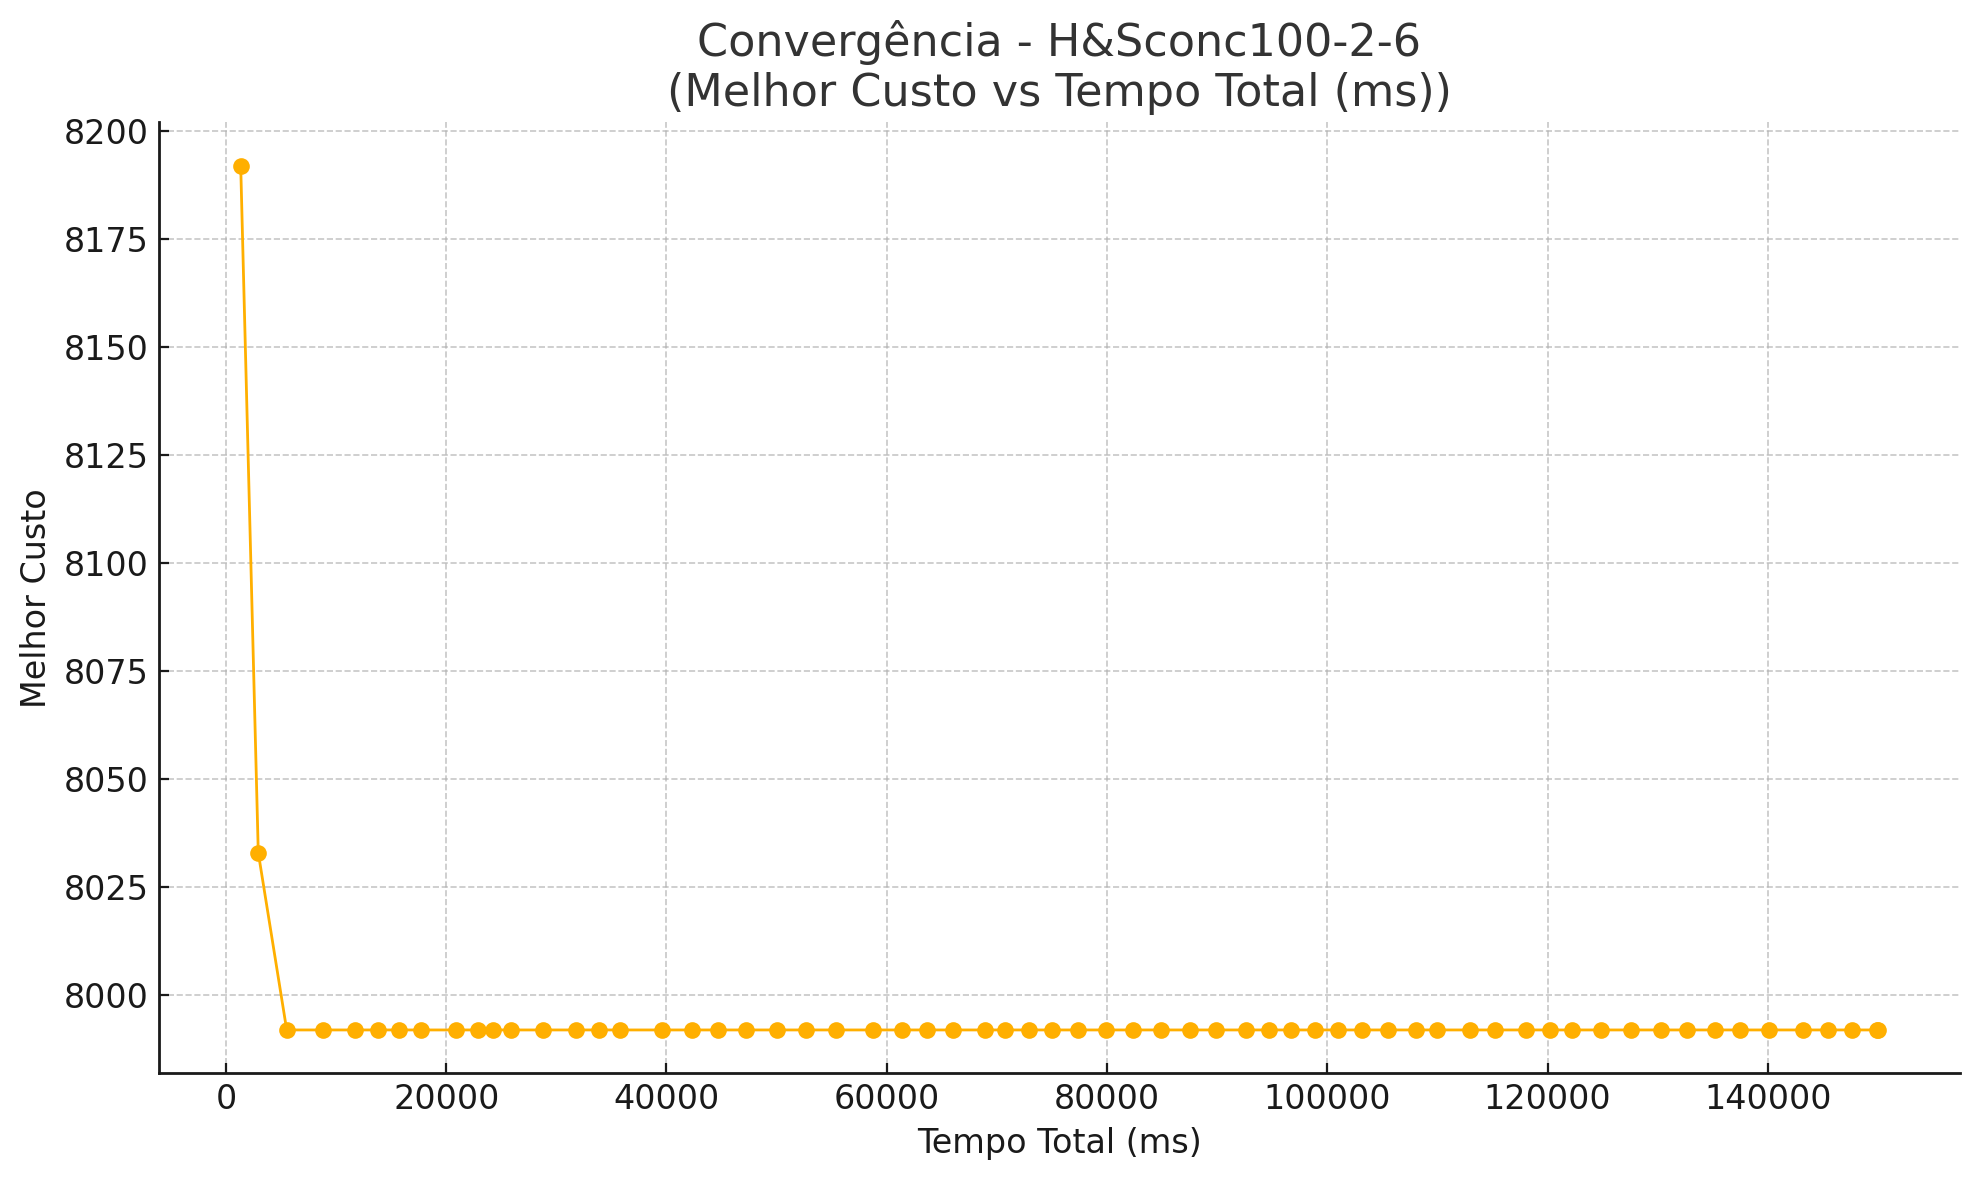 Convergência - H&Sconc100-2-6
(Melhor Custo vs Tempo Total (ms))
8200
8175
8150
8125
8100
8075
8050
8025
8000
Melhor Custo
0 20000 40000 60000 80000 100000 120000 140000
Tempo Total (ms)